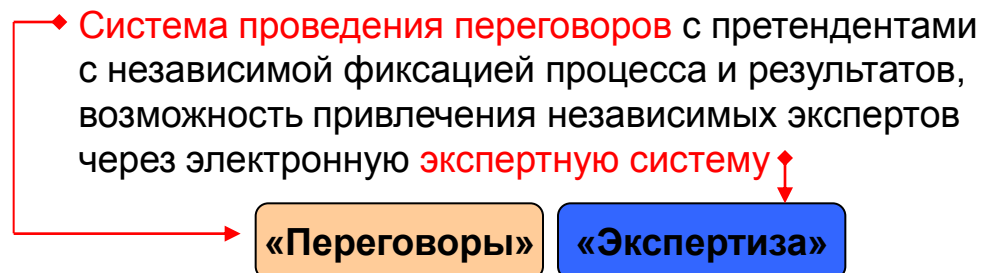 Система проведения переговоров с претендентами
с независимой фиксацией процесса и результатов,
возможность привлечения независимых экспертов
через электронную экспертную систему
«Переговоры» «Экспертиза»